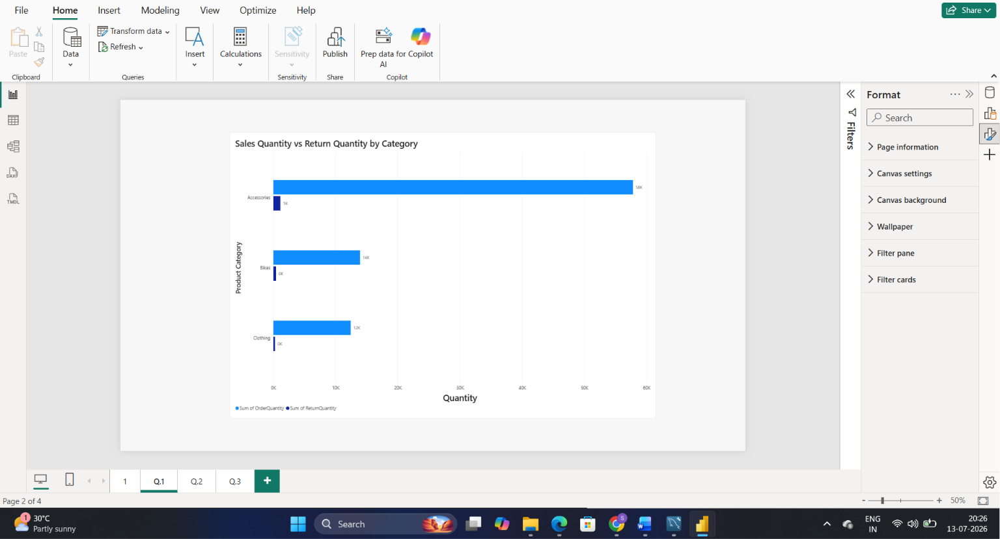 File Home Insert Modeling View Optimize Help
Share
Paste
Data
Transform data
Refresh
Insert
Calculations
Sensitivity
Publish
Prep data for AI
Copilot
Clipboard
Queries
Sensitivity
Share
Copilot
DAX
TMDL
Sales Quantity vs Return Quantity by Category
Product Category
Accessories
58K
1K
Bikes
14K
0K
Clothing
12K
0K
0K 10K 20K 30K 40K 50K 60K
Quantity
Sum of OrderQuantity Sum of ReturnQuantity
Filters
Format
Search
Page information
Canvas settings
Canvas background
Wallpaper
Filter pane
Filter cards
1 Q.1 Q.2 Q.3 +
Page 2 of 4
- + 50%
1
30°C
Partly sunny
Search
S
W
ENG
IN
20:26
13-07-2026